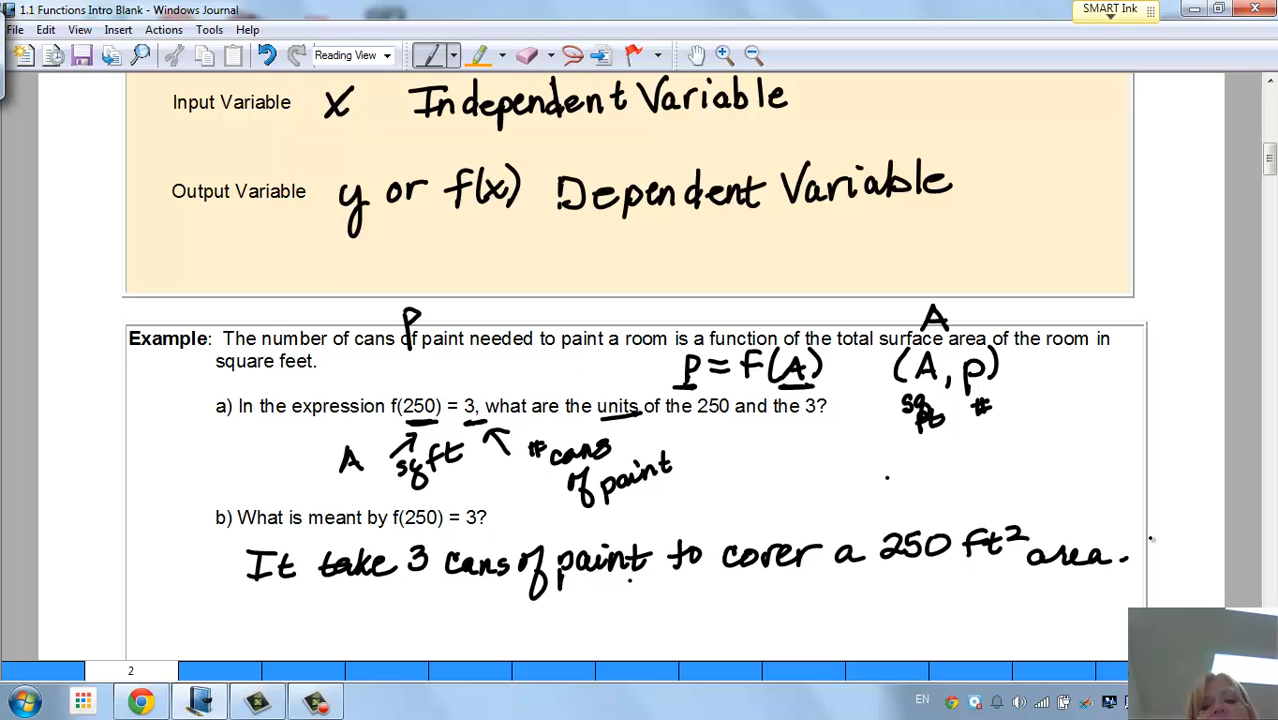 1.1 Functions Intro Blank - Windows Journal
SMART Ink
File Edit View Insert Actions Tools Help
Reading View
Input Variable x Independent Variable
Output Variable y or f(x) Dependent Variable
P A
Example: The number of cans of paint needed to paint a room is a function of the total surface area of the room in
square feet.
p = f(A) (A, p)
a) In the expression f(250) = 3, what are the units of the 250 and the 3?
sq ft #
A sq ft # cans of paint
b) What is meant by f(250) = 3?
It take 3 cans of paint to cover a 250 ft² area.
2
EN